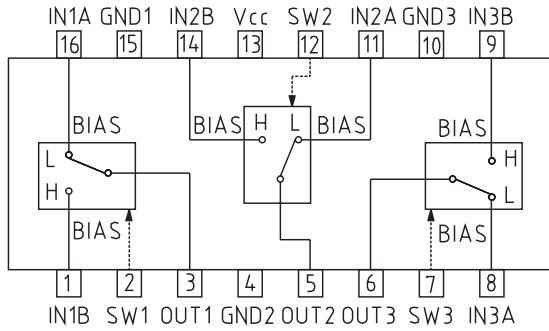 IN1A GND1 IN2B Vcc SW2 IN2A GND3 IN3B
16 15 14 13 12 11 10 9
BIAS BIAS H L BIAS BIAS
L H
H L
BIAS BIAS
1 2 3 4 5 6 7 8
IN1B SW1 OUT1 GND2 OUT2 OUT3 SW3 IN3A